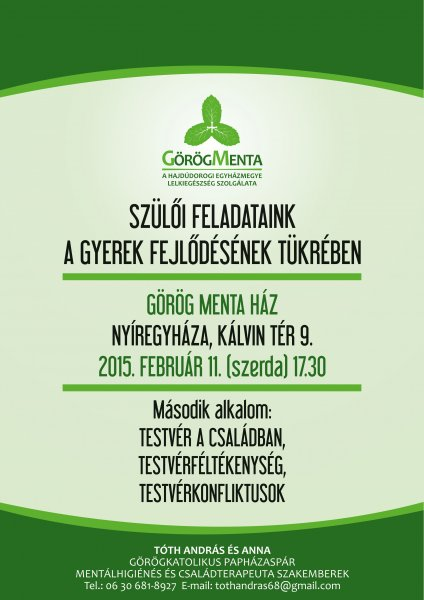 GÖRÖGMENTA
A HAJDÚDOROGI EGYHÁZMEGYE
LELKIEGÉSZSÉG SZOLGÁLATA
SZÜLŐI FELADATAINK
A GYEREK FEJLŐDÉSÉNEK TÜKRÉBEN
GÖRÖG MENTA HÁZ
NYÍREGYHÁZA, KÁLVIN TÉR 9.
2015. FEBRUÁR 11. (szerda) 17.30
Második alkalom:
TESTVÉR A CSALÁDBAN,
TESTVÉRFÉLTÉKENYSÉG,
TESTVÉRKONFLIKTUSOK
TÓTH ANDRÁS ÉS ANNA
GÖRÖGKATOLIKUS PAPHÁZASPÁR
MENTÁLHIGIÉNÉS ÉS CSALÁDTERAPEUTA SZAKEMBEREK
Tel.: 06 30 681-8927 E-mail: tothandras68@gmail.com